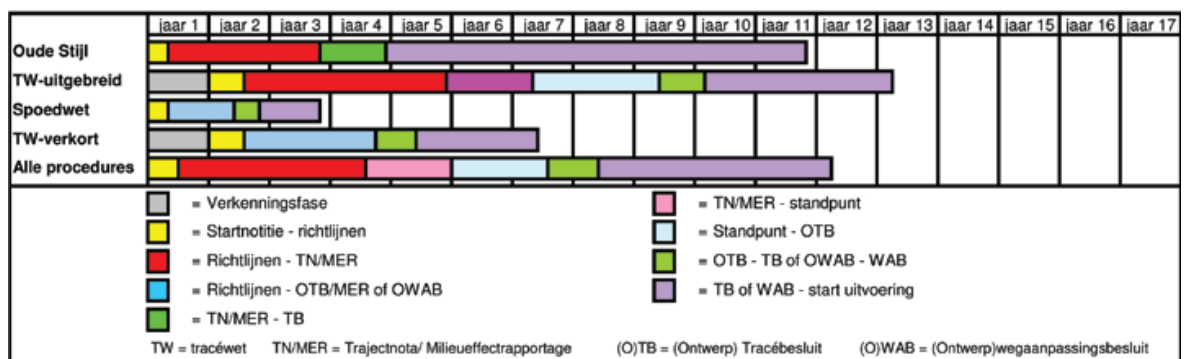 jaar 1 jaar 2 jaar 3 jaar 4 jaar 5 jaar 6 jaar 7 jaar 8 jaar 9 jaar 10 jaar 11 jaar 12 jaar 13 jaar 14 jaar 15 jaar 16 jaar 17
Oude Stijl
TW-uitgebreid
Spoedwet
TW-verkort
Alle procedures
= Verkenningsfase
= Startnotitie - richtlijnen
= Richtlijnen - TN/MER
= Richtlijnen - OTB/MER of OWAB
= TN/MER - TB
= TN/MER - standpunt
= Standpunt - OTB
= OTB - TB of OWAB - WAB
= TB of WAB - start uitvoering
TW = tracéwet TN/MER = Trajectnota/ Milieueffectrapportage (O)TB = (Ontwerp) Tracébesluit (O)WAB = (Ontwerp)wegaanpassingsbesluit